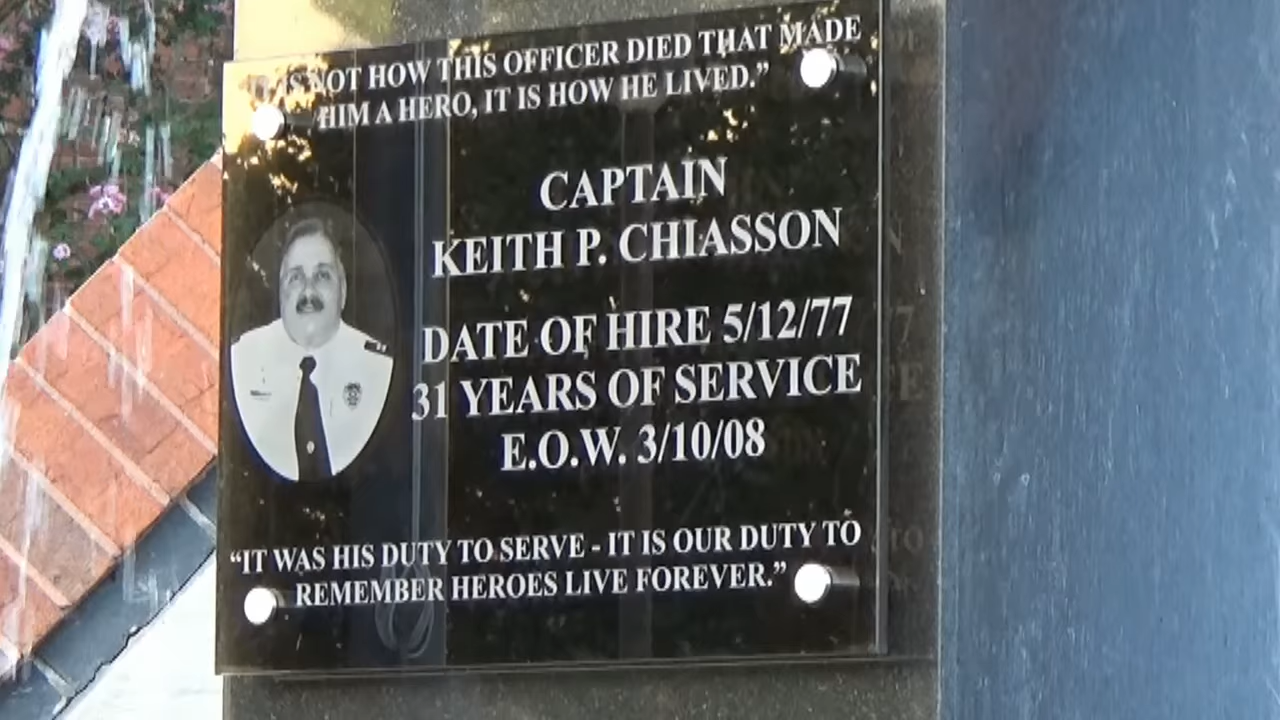 "IT IS NOT HOW THIS OFFICER DIED THAT MADE
HIM A HERO, IT IS HOW HE LIVED."
CAPTAIN
KEITH P. CHIASSON
DATE OF HIRE 5/12/77
31 YEARS OF SERVICE
E.O.W. 3/10/08
"IT WAS HIS DUTY TO SERVE - IT IS OUR DUTY TO
REMEMBER HEROES LIVE FOREVER."